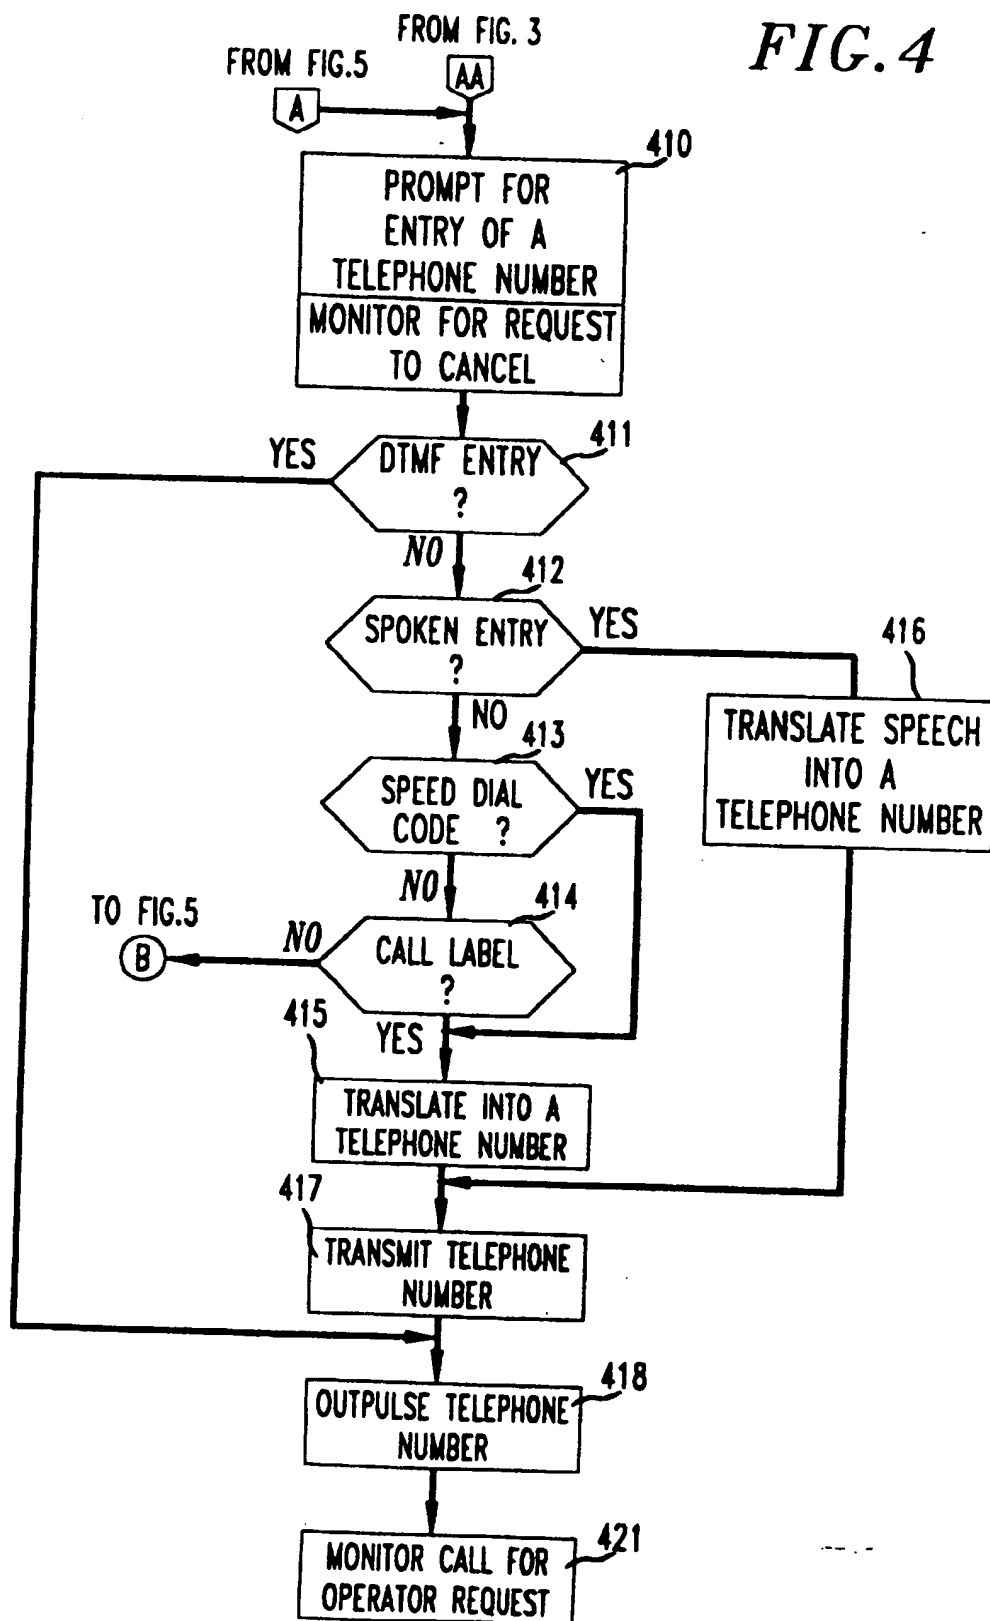 FROM FIG. 3
FIG. 4
FROM FIG.5
AA
A
410
PROMPT FOR
ENTRY OF A
TELEPHONE NUMBER
MONITOR FOR REQUEST
TO CANCEL
411
YES
DTMF ENTRY
?
NO
412
SPOKEN ENTRY
?
YES
416
NO
TRANSLATE SPEECH
INTO A
TELEPHONE NUMBER
413
SPEED DIAL
CODE ?
YES
NO
414
TO FIG.5
B
NO
CALL LABEL
?
415
YES
TRANSLATE INTO A
TELEPHONE NUMBER
417
TRANSMIT TELEPHONE
NUMBER
418
OUTPULSE TELEPHONE
NUMBER
421
MONITOR CALL FOR
OPERATOR REQUEST